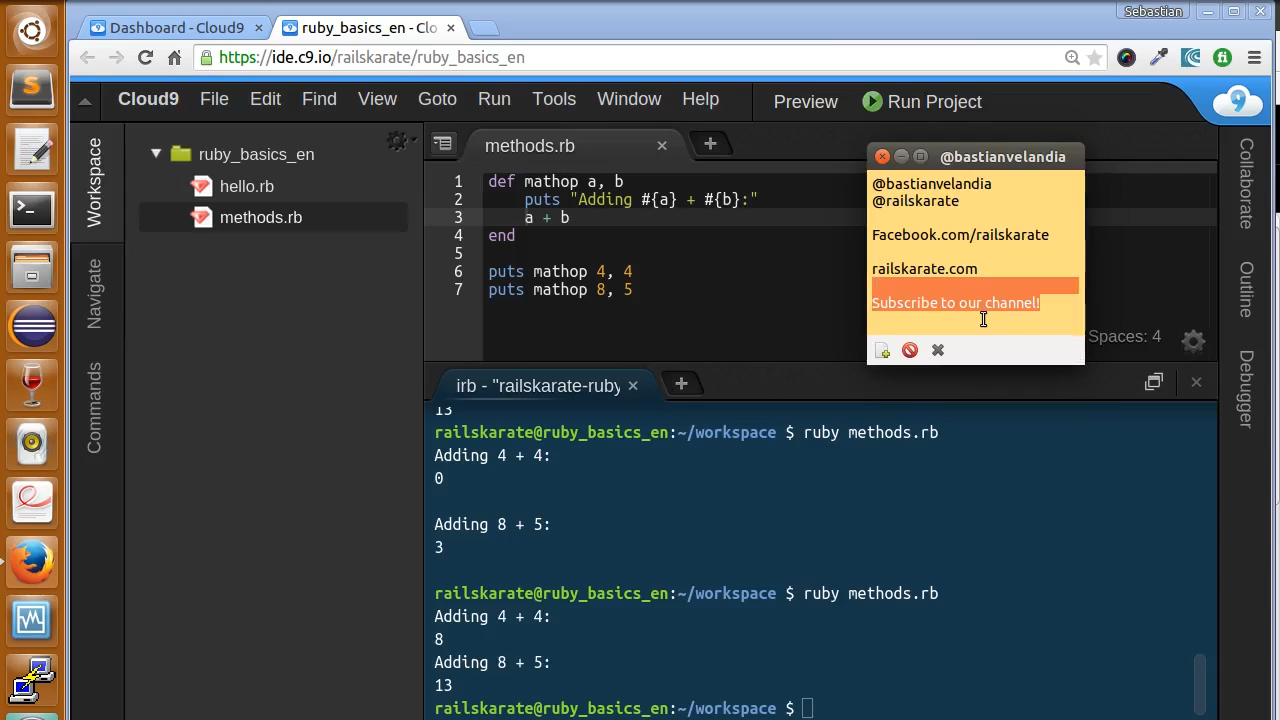 Sebastian
Dashboard - Cloud9
ruby_basics_en - Clo
https://ide.c9.io/railskarate/ruby_basics_en
Cloud9 File Edit Find View Goto Run Tools Window Help Preview Run Project
Workspace
Navigate
Commands
ruby_basics_en
hello.rb
methods.rb
methods.rb
1 def mathop a, b
2 puts "Adding #{a} + #{b}:"
3 a + b
4 end
5
6 puts mathop 4, 4
7 puts mathop 8, 5
Spaces: 4
@bastianvelandia
@bastianvelandia
@railskarate
Facebook.com/railskarate
railskarate.com
Subscribe to our channel!
Collaborate
Outline
Debugger
irb - "railskarate-ruby
13
railskarate@ruby_basics_en:~/workspace $ ruby methods.rb
Adding 4 + 4:
0
Adding 8 + 5:
3
railskarate@ruby_basics_en:~/workspace $ ruby methods.rb
Adding 4 + 4:
8
Adding 8 + 5:
13
railskarate@ruby_basics_en:~/workspace $